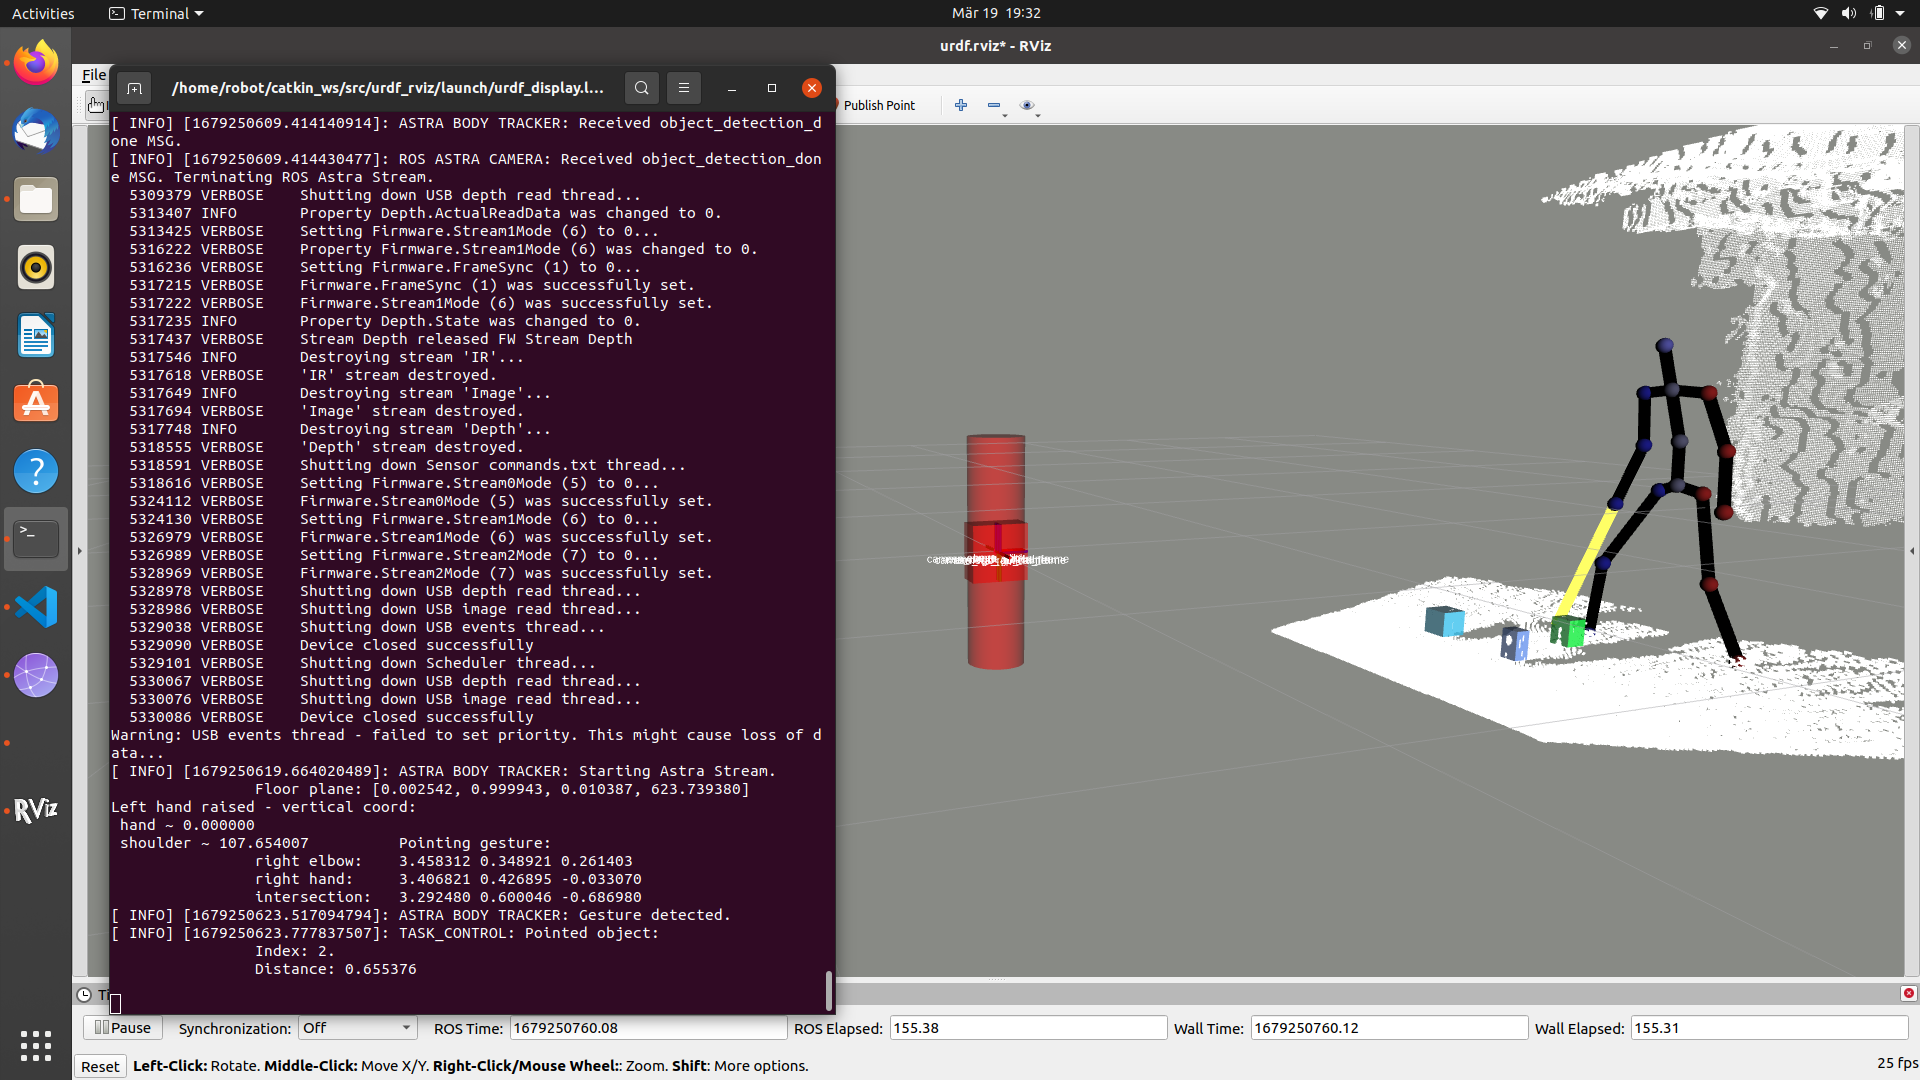 Activities
Terminal
Mär 19 19:32
urdf.rviz* - RViz
File
/home/robot/catkin_ws/src/urdf_rviz/launch/urdf_display.l...
Publish Point
[ INFO] [1679250609.414140914]: ASTRA BODY TRACKER: Received object_detection_d
one MSG.
[ INFO] [1679250609.414430477]: ROS ASTRA CAMERA: Received object_detection_don
e MSG. Terminating ROS Astra Stream.
5309379 VERBOSE Shutting down USB depth read thread...
5313407 INFO Property Depth.ActualReadData was changed to 0.
5313425 VERBOSE Setting Firmware.Stream1Mode (6) to 0...
5316222 VERBOSE Property Firmware.Stream1Mode (6) was changed to 0.
5316236 VERBOSE Setting Firmware.FrameSync (1) to 0...
5317215 VERBOSE Firmware.FrameSync (1) was successfully set.
5317222 VERBOSE Firmware.Stream1Mode (6) was successfully set.
5317235 INFO Property Depth.State was changed to 0.
5317437 VERBOSE Stream Depth released FW Stream Depth
5317546 INFO Destroying stream 'IR'...
5317618 VERBOSE 'IR' stream destroyed.
5317649 INFO Destroying stream 'Image'...
5317694 VERBOSE 'Image' stream destroyed.
5317748 INFO Destroying stream 'Depth'...
5318555 VERBOSE 'Depth' stream destroyed.
5318591 VERBOSE Shutting down Sensor commands.txt thread...
5318616 VERBOSE Setting Firmware.Stream0Mode (5) to 0...
5324112 VERBOSE Firmware.Stream0Mode (5) was successfully set.
5324130 VERBOSE Setting Firmware.Stream1Mode (6) to 0...
5326979 VERBOSE Firmware.Stream1Mode (6) was successfully set.
5326989 VERBOSE Setting Firmware.Stream2Mode (7) to 0...
5328969 VERBOSE Firmware.Stream2Mode (7) was successfully set.
5328978 VERBOSE Shutting down USB depth read thread...
5328986 VERBOSE Shutting down USB image read thread...
5329038 VERBOSE Shutting down USB events thread...
5329090 VERBOSE Device closed successfully
5329101 VERBOSE Shutting down Scheduler thread...
5330067 VERBOSE Shutting down USB depth read thread...
5330076 VERBOSE Shutting down USB image read thread...
5330086 VERBOSE Device closed successfully
Warning: USB events thread - failed to set priority. This might cause loss of d
ata...
[ INFO] [1679250619.664020489]: ASTRA BODY TRACKER: Starting Astra Stream.
Floor plane: [0.002542, 0.999943, 0.010387, 623.739380]
Left hand raised - vertical coord:
hand ~ 0.000000
shoulder ~ 107.654007 Pointing gesture:
right elbow: 3.458312 0.348921 0.261403
right hand: 3.406821 0.426895 -0.033070
intersection: 3.292480 0.600046 -0.686980
[ INFO] [1679250623.517094794]: ASTRA BODY TRACKER: Gesture detected.
[ INFO] [1679250623.777837507]: TASK_CONTROL: Pointed object:
Index: 2.
Distance: 0.655376
RViz
Pause
Synchronization: Off
ROS Time: 1679250760.08
ROS Elapsed: 155.38
Wall Time: 1679250760.12
Wall Elapsed: 155.31
Reset
Left-Click: Rotate. Middle-Click: Move X/Y. Right-Click/Mouse Wheel:: Zoom. Shift: More options.
25 fps